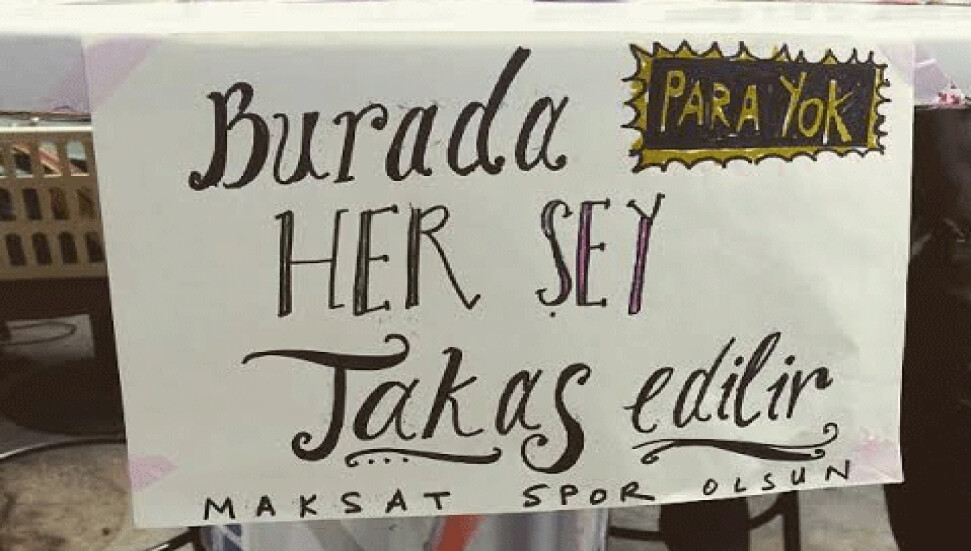 Burada
PARA YOK
HER ŞEY
Takas edilir
MAKSAT SPOR OLSUN